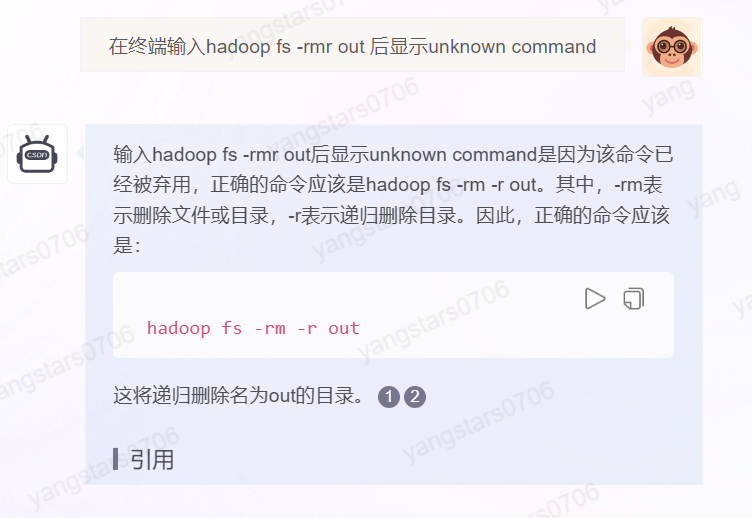 在终端输入hadoop fs -rmr out 后显示unknown command
CSDN
输入hadoop fs -rmr out后显示unknown command是因为该命令已
经被弃用，正确的命令应该是hadoop fs -rm -r out。其中，-rm表
示删除文件或目录，-r表示递归删除目录。因此，正确的命令应该
是：
hadoop fs -rm -r out
这将递归删除名为out的目录。 1 2
引用
yangstars0706